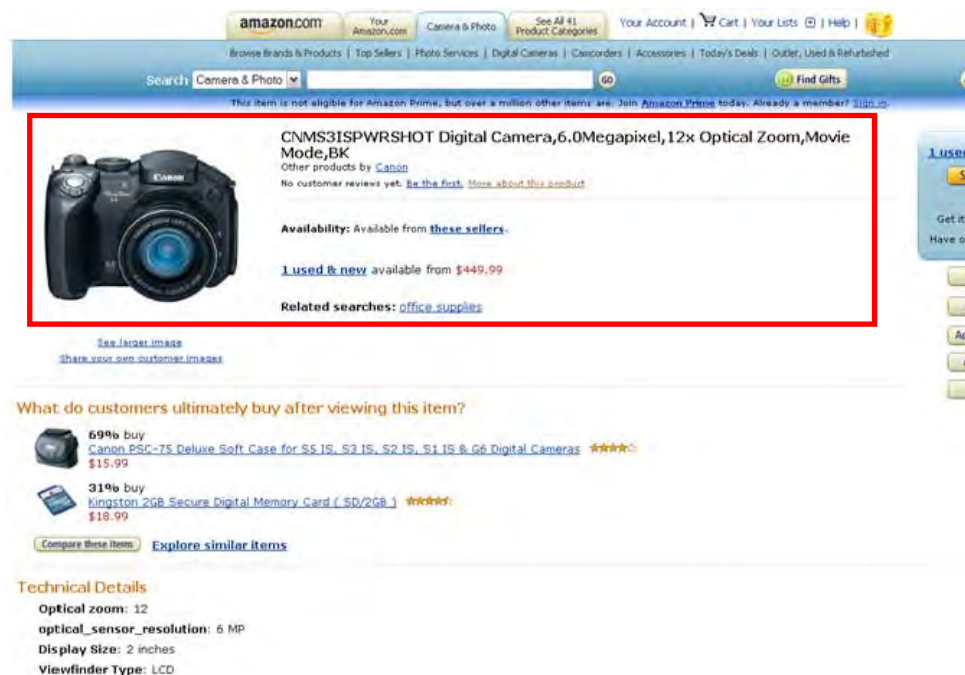 amazon.com
Your Amazon.com
Camera & Photo
See All 41 Product Categories
Your Account | Cart | Your Lists | Help |
Browse Brands & Products | Top Sellers | Photo Services | Digital Cameras | Camcorders | Accessories | Today's Deals | Outlet, Used & Refurbished
Search Camera & Photo GO Find Gifts
This item is not eligible for Amazon Prime, but over a million other items are. Join Amazon Prime today. Already a member? Sign in.
CNMS3ISPWRSHOT Digital Camera,6.0Megapixel,12x Optical Zoom,Movie
Mode,BK
Other products by Canon
No customer reviews yet. Be the first. More about this product
Canon
Availability: Available from these sellers.
1 used & new available from $449.99
Related searches: office supplies
1 used
Get it
Have o
See larger image
Share your own customer images
What do customers ultimately buy after viewing this item?
69% buy
Canon PSC-75 Deluxe Soft Case for S5 IS, S3 IS, S2 IS, S1 IS & G6 Digital Cameras
$15.99
31% buy
Kingston 2GB Secure Digital Memory Card ( SD/2GB )
$18.99
Compare these items Explore similar items
Technical Details
Optical zoom: 12
optical_sensor_resolution: 6 MP
Display Size: 2 inches
Viewfinder Type: LCD